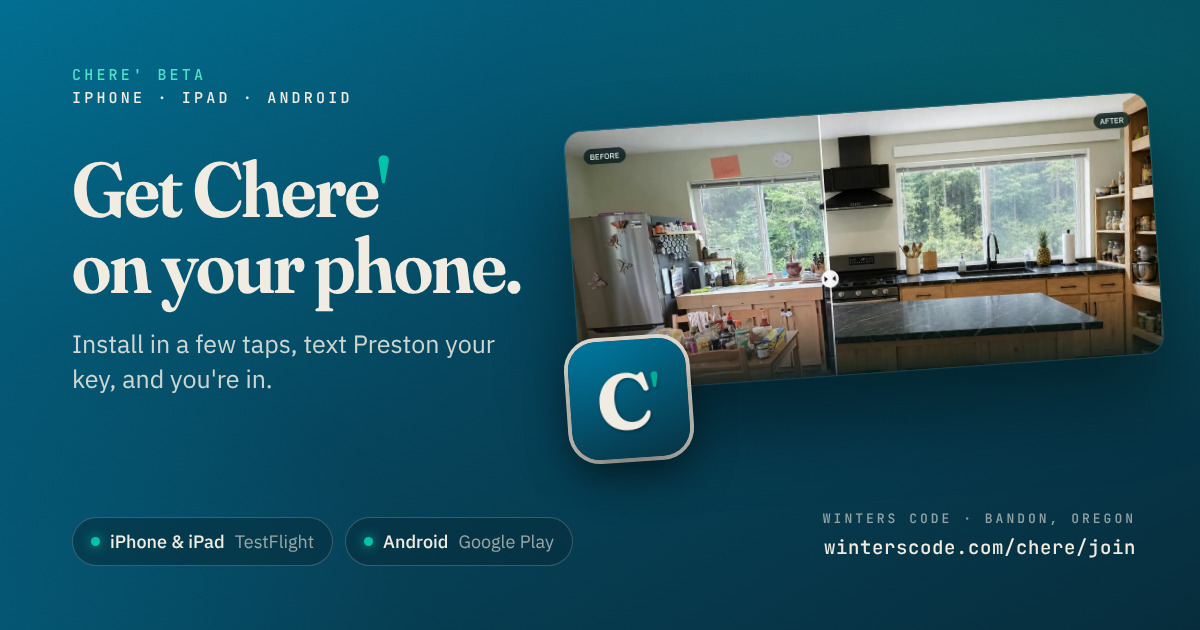 CHERE' BETA
IPHONE · IPAD · ANDROID
Get Chere'
on your phone.
Install in a few taps, text Preston your
key, and you're in.
BEFORE
AFTER
C'
iPhone & iPad TestFlight
Android Google Play
WINTERS CODE · BANDON, OREGON
winterscode.com/chere/join